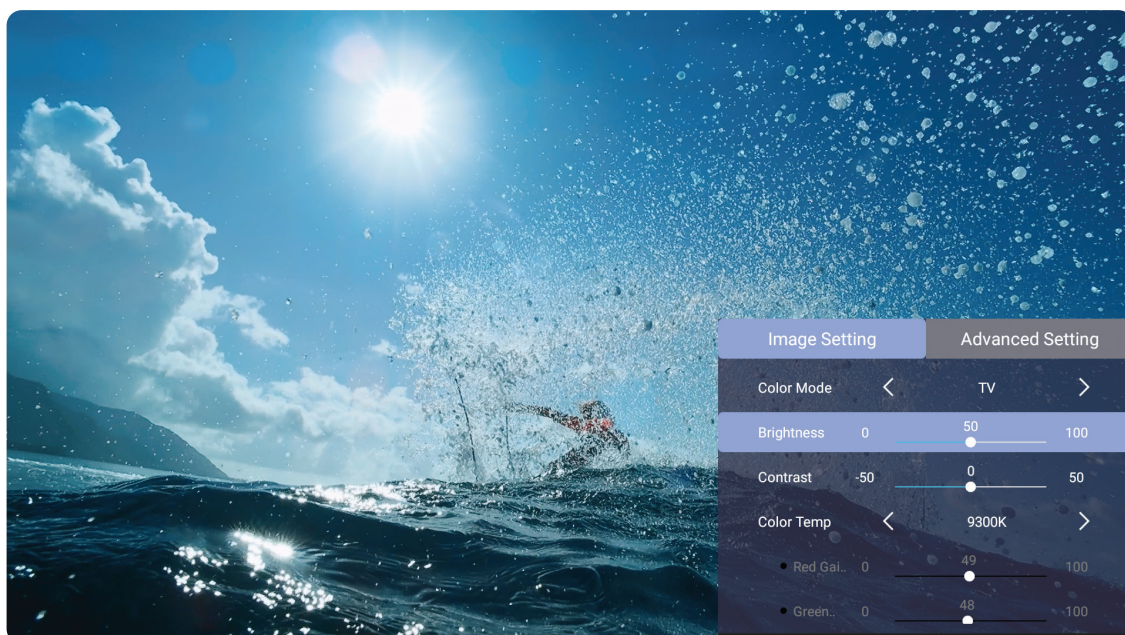 Image Setting Advanced Setting
Color Mode < TV >
Brightness 0 50 100
Contrast -50 0 50
Color Temp < 9300K >
Red Gai.. 0 49 100
Green.. 0 48 100